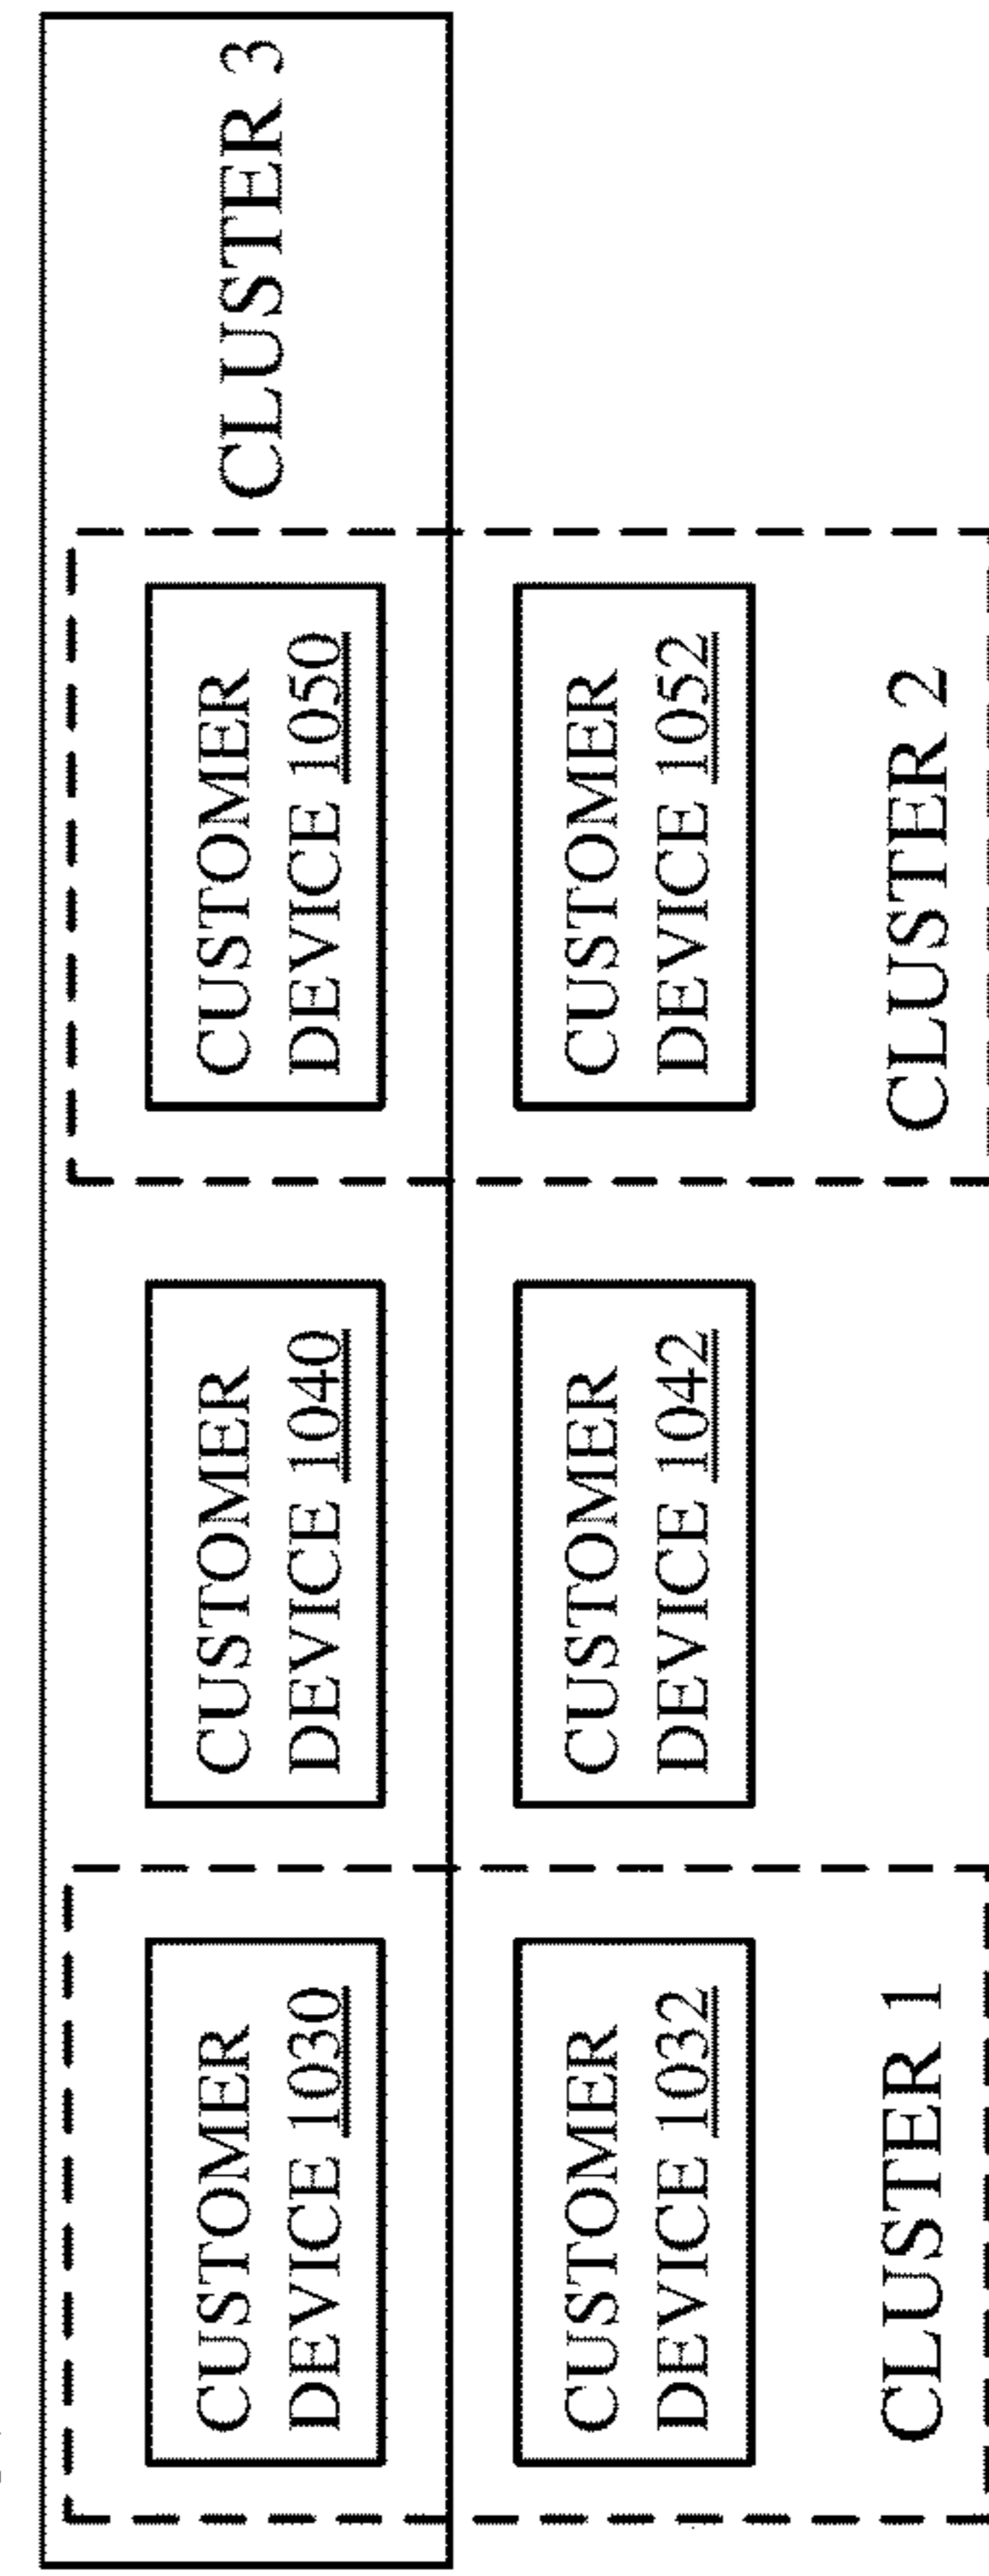 CUSTOMER
DEVICE 1030
CUSTOMER
DEVICE 1040
CUSTOMER
DEVICE 1050
CLUSTER 3
CUSTOMER
DEVICE 1032
CUSTOMER
DEVICE 1042
CUSTOMER
DEVICE 1052
CLUSTER 1
CLUSTER 2